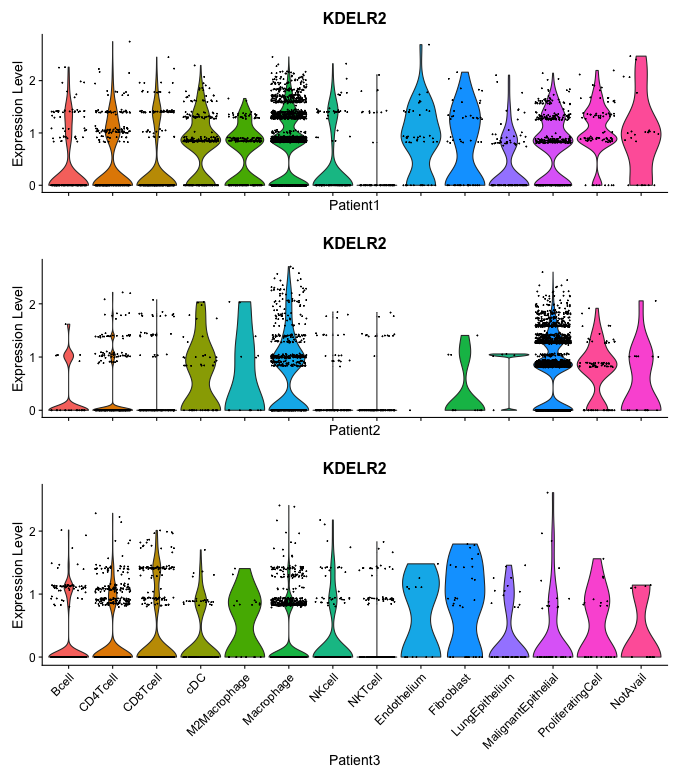 KDELR2
Expression Level
2
1
0
Patient1
KDELR2
Expression Level
2
1
0
Patient2
KDELR2
Expression Level
2
1
0
Bcell
CD4Tcell
CD8Tcell
cDC
M2Macrophage
Macrophage
NKcell
NKTcell
Endothelium
Fibroblast
LungEpithelium
MalignantEpithelial
ProliferatingCell
NotAvail
Patient3